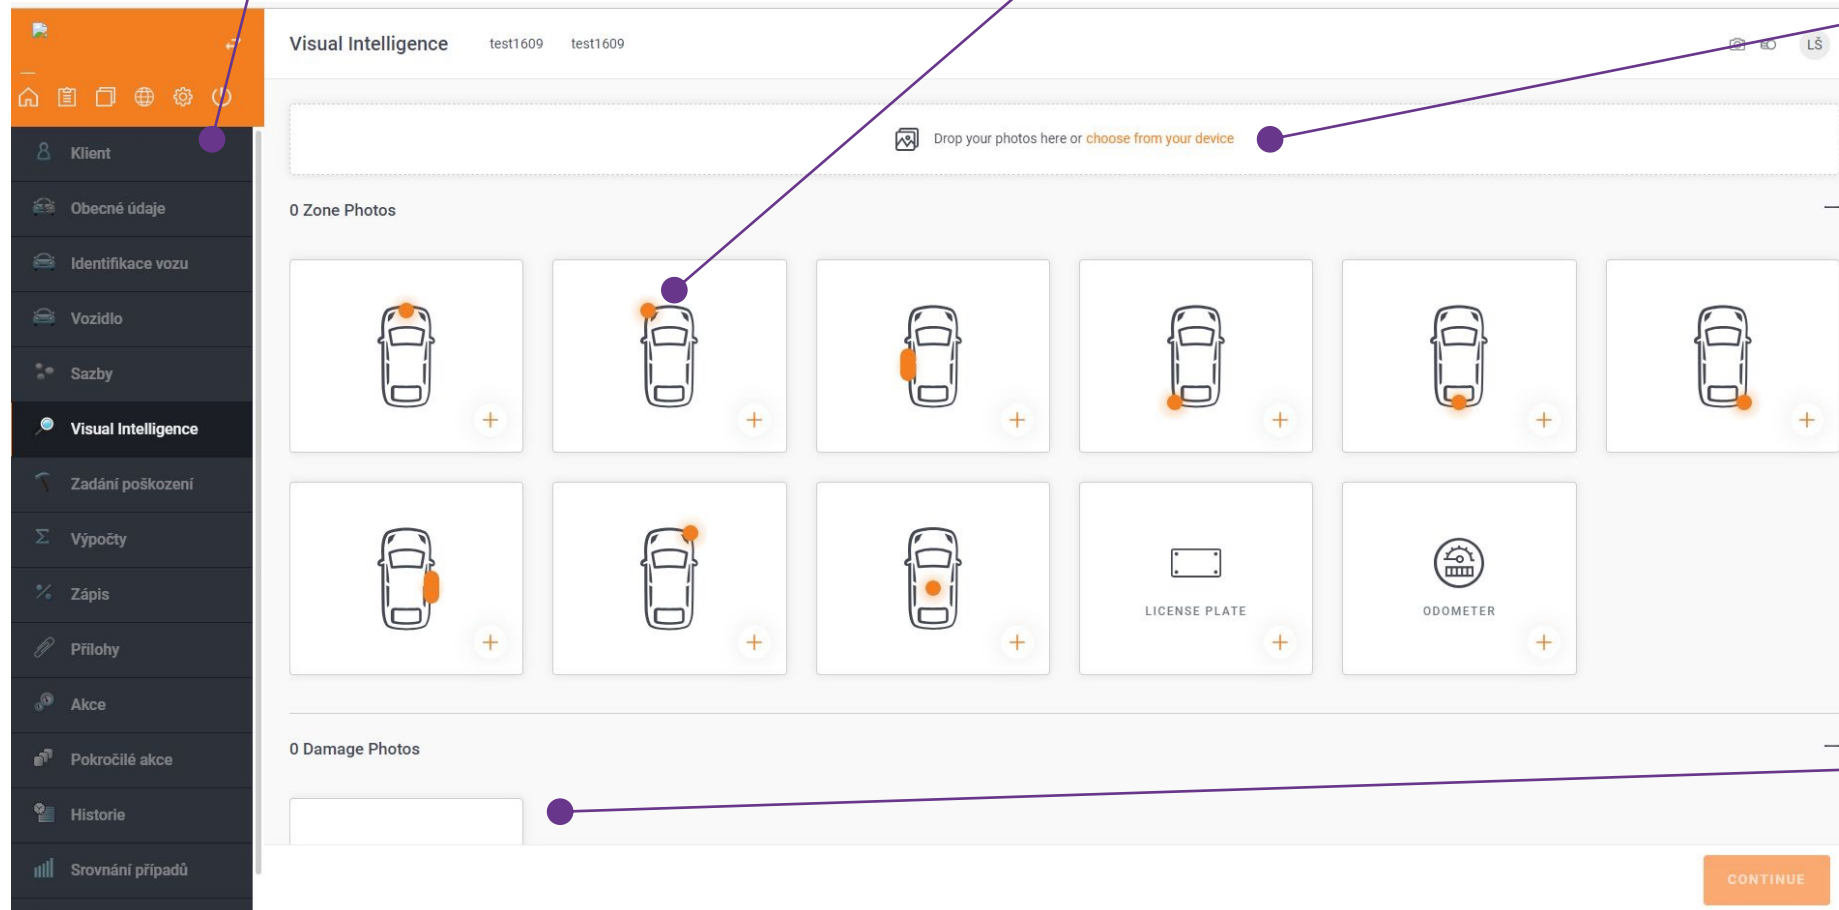 Visual Intelligence test1609 test1609
LŠ
Drop your photos here or choose from your device
Klient
Obecné údaje
Identifikace vozu
Vozidlo
Sazby
Visual Intelligence
Zadání poškození
Výpočty
Zápis
Přílohy
Akce
Pokročilé akce
Historie
Srovnání případů
0 Zone Photos
LICENSE PLATE
ODOMETER
0 Damage Photos
CONTINUE